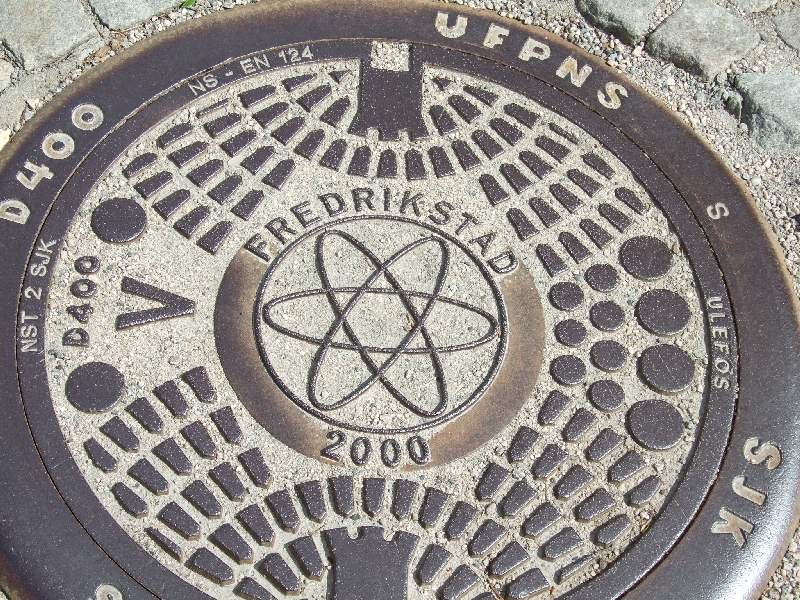 UFPNS
NS - EN 124
D400
FREDRIKSTAD
S
NST 2 SJK
D400
V
ULEFOS
2000
SJK